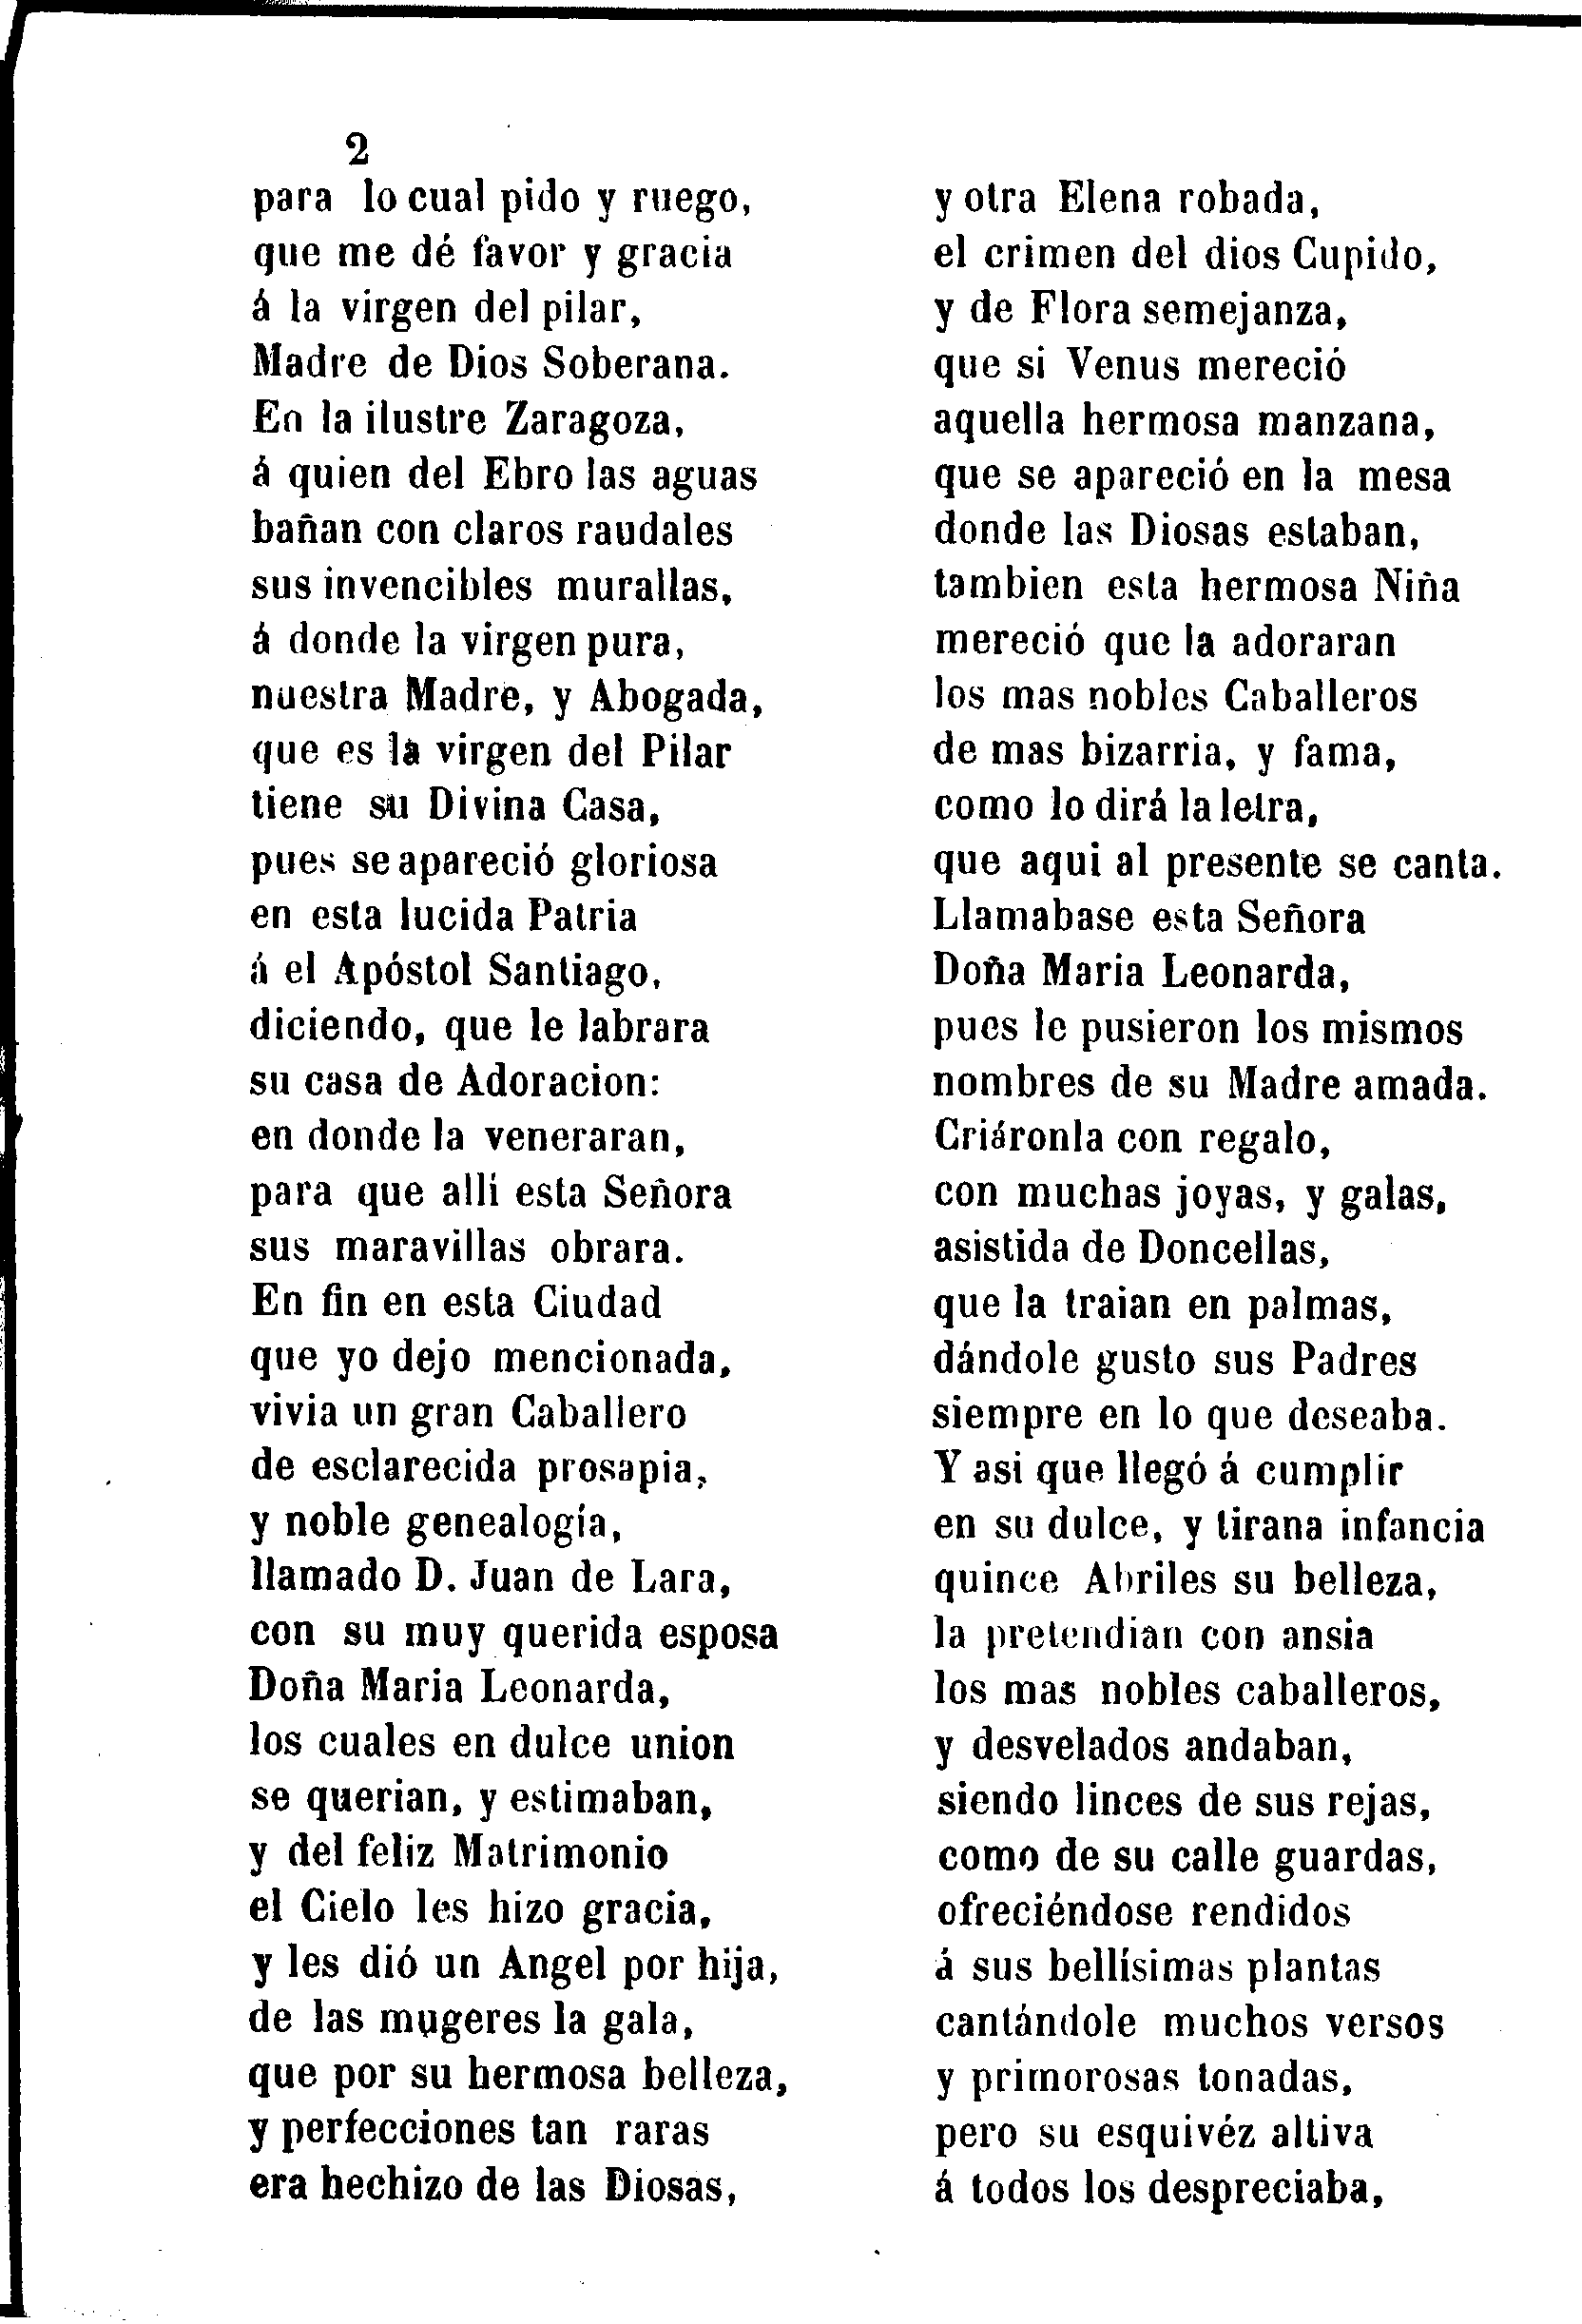 2
para lo cual pido y ruego,
que me dé favor y gracia
á la virgen del pilar,
Madre de Dios Soberana.
En la ilustre Zaragoza,
á quien del Ebro las aguas
bañan con claros raudales
sus invencibles murallas,
á donde la virgen pura,
nuestra Madre, y Abogada,
que es la virgen del Pilar
tiene su Divina Casa,
pues se apareció gloriosa
en esta lucida Patria
á el Apóstol Santiago,
diciendo, que le labrara
su casa de Adoracion:
en donde la veneraran,
para que allí esta Señora
sus maravillas obrara.
En fin en esta Ciudad
que yo dejo mencionada,
vivia un gran Caballero
de esclarecida prosapia,
y noble genealogía,
llamado D. Juan de Lara,
con su muy querida esposa
Doña Maria Leonarda,
los cuales en dulce union
se querian, y estimaban,
y del feliz Matrimonio
el Cielo les hizo gracia,
y les dió un Angel por hija,
de las mugeres la gala,
que por su hermosa belleza,
y perfecciones tan raras
era hechizo de las Diosas,
y otra Elena robada,
el crimen del dios Cupido,
y de Flora semejanza,
que si Venus mereció
aquella hermosa manzana,
que se apareció en la mesa
donde las Diosas estaban,
tambien esta hermosa Niña
mereció que la adoraran
los mas nobles Caballeros
de mas bizarria, y fama,
como lo dirá la letra,
que aqui al presente se canta.
Llamabase esta Señora
Doña Maria Leonarda,
pues le pusieron los mismos
nombres de su Madre amada.
Criáronla con regalo,
con muchas joyas, y galas,
asistida de Doncellas,
que la traian en palmas,
dándole gusto sus Padres
siempre en lo que deseaba.
Y asi que llegó á cumplir
en su dulce, y tirana infancia
quince Abriles su belleza,
la pretendian con ansia
los mas nobles caballeros,
y desvelados andaban,
siendo linces de sus rejas,
como de su calle guardas,
ofreciéndose rendidos
á sus bellísimas plantas
cantándole muchos versos
y primorosas tonadas,
pero su esquivéz altiva
á todos los despreciaba,